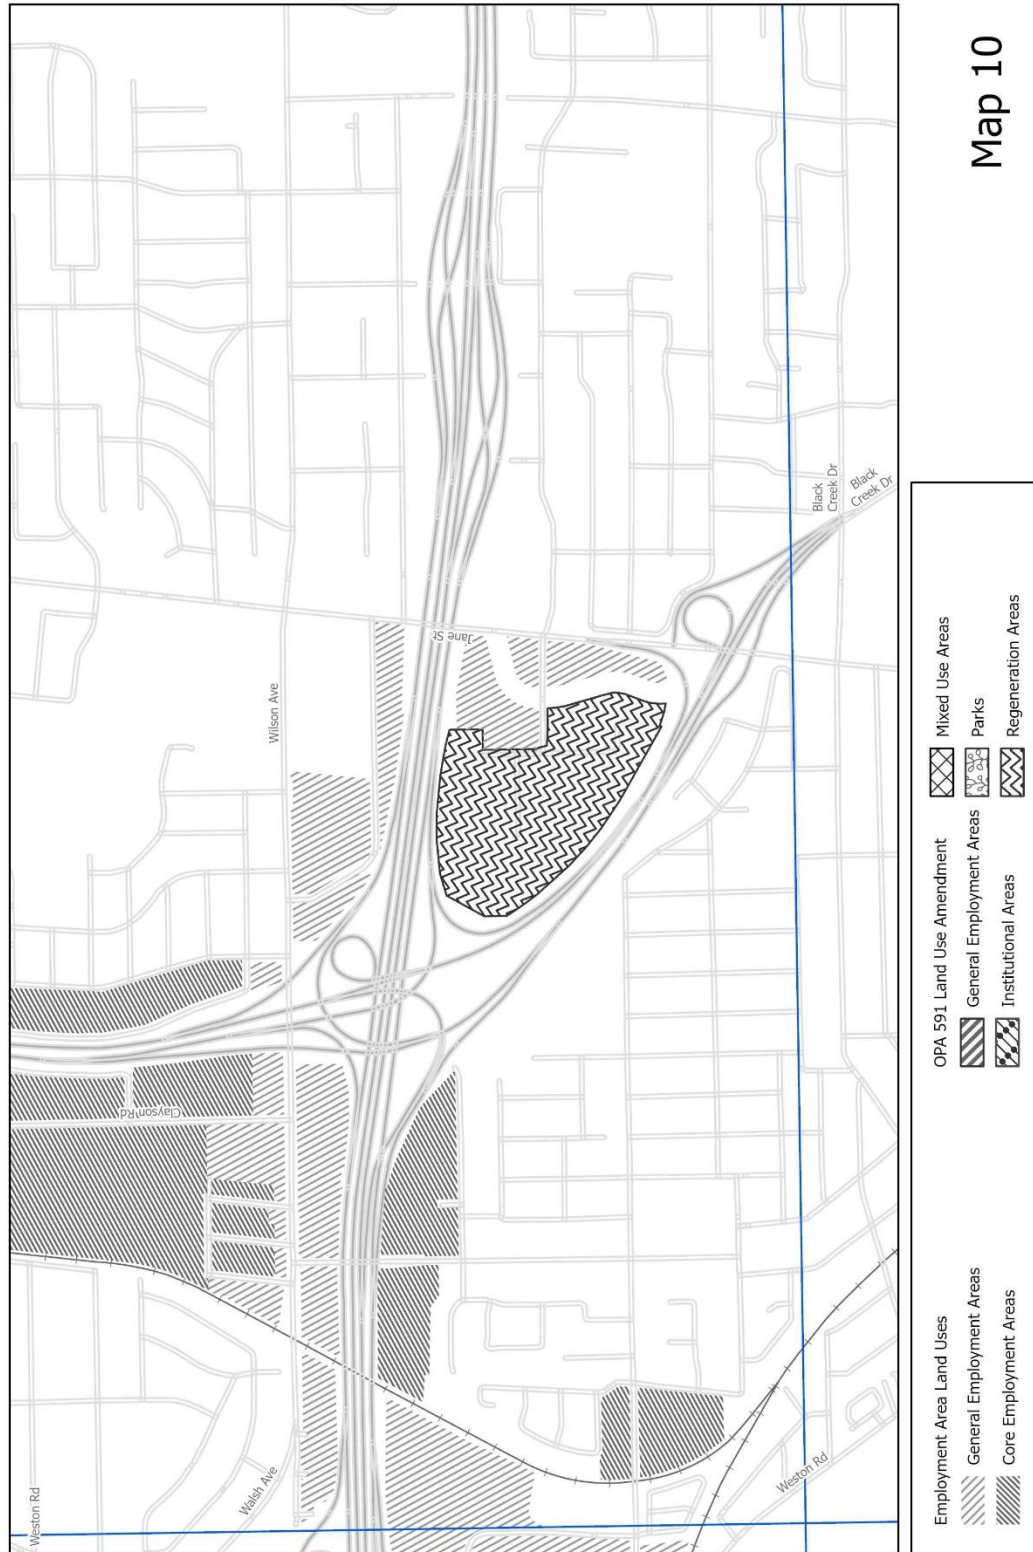 Map 10
Weston Rd
Walsh Ave
Clayson Rd
Wilson Ave
Jane St
Black
Creek Dr
Black
Creek Dr
Weston Rd
Employment Area Land Uses
General Employment Areas
Core Employment Areas
OPA 591 Land Use Amendment
General Employment Areas
Institutional Areas
Mixed Use Areas
Parks
Regeneration Areas